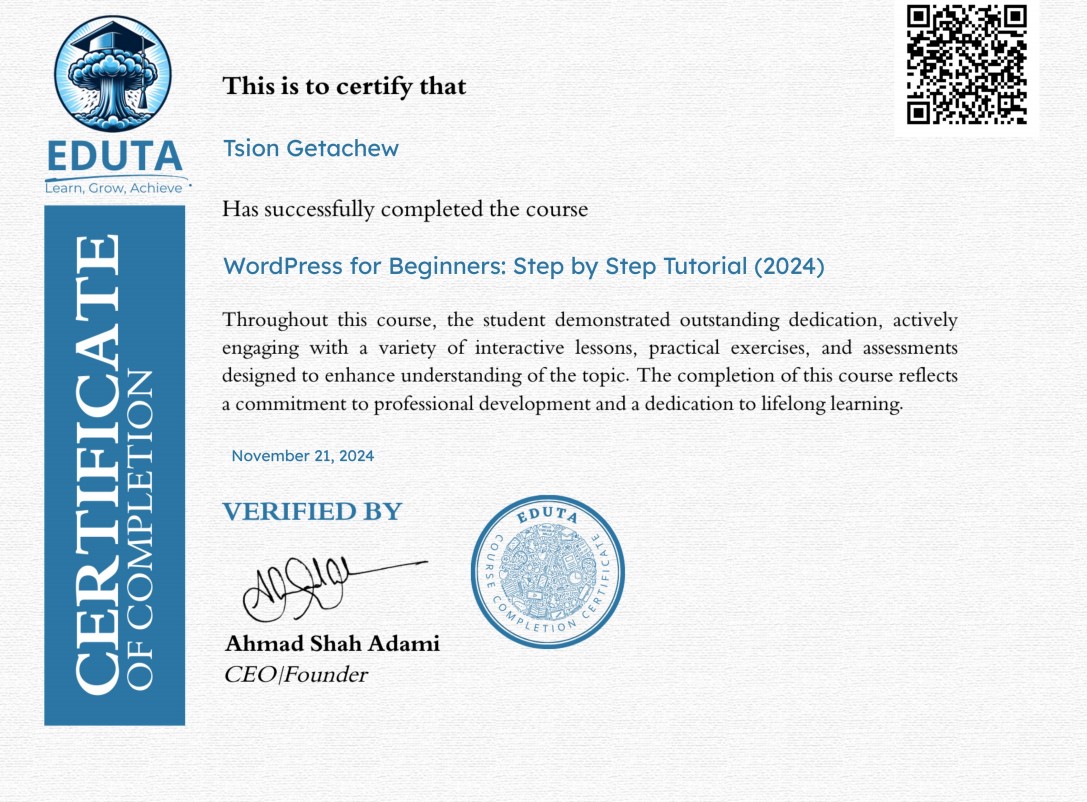 EDUTA
Learn, Grow, Achieve
CERTIFICATE
OF COMPLETION
This is to certify that
Tsion Getachew
Has successfully completed the course
WordPress for Beginners: Step by Step Tutorial (2024)
Throughout this course, the student demonstrated outstanding dedication, actively
engaging with a variety of interactive lessons, practical exercises, and assessments
designed to enhance understanding of the topic. The completion of this course reflects
a commitment to professional development and a dedication to lifelong learning.
November 21, 2024
VERIFIED BY
Ahmad Shah Adami
CEO|Founder
EDUTA
COURSE COMPLETION CERTIFICATE